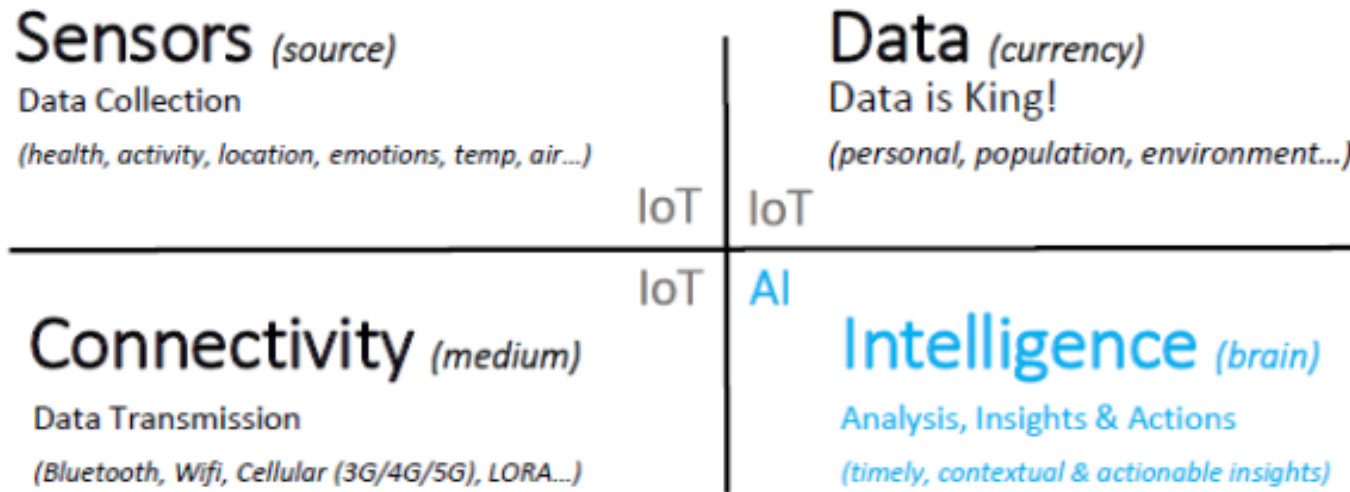 Sensors (source)
Data Collection
(health, activity, location, emotions, temp, air...)
IoT
Data (currency)
Data is King!
(personal, population, environment...)
IoT
IoT
Connectivity (medium)
Data Transmission
(Bluetooth, Wifi, Cellular (3G/4G/5G), LORA...)
AI
Intelligence (brain)
Analysis, Insights & Actions
(timely, contextual & actionable insights)